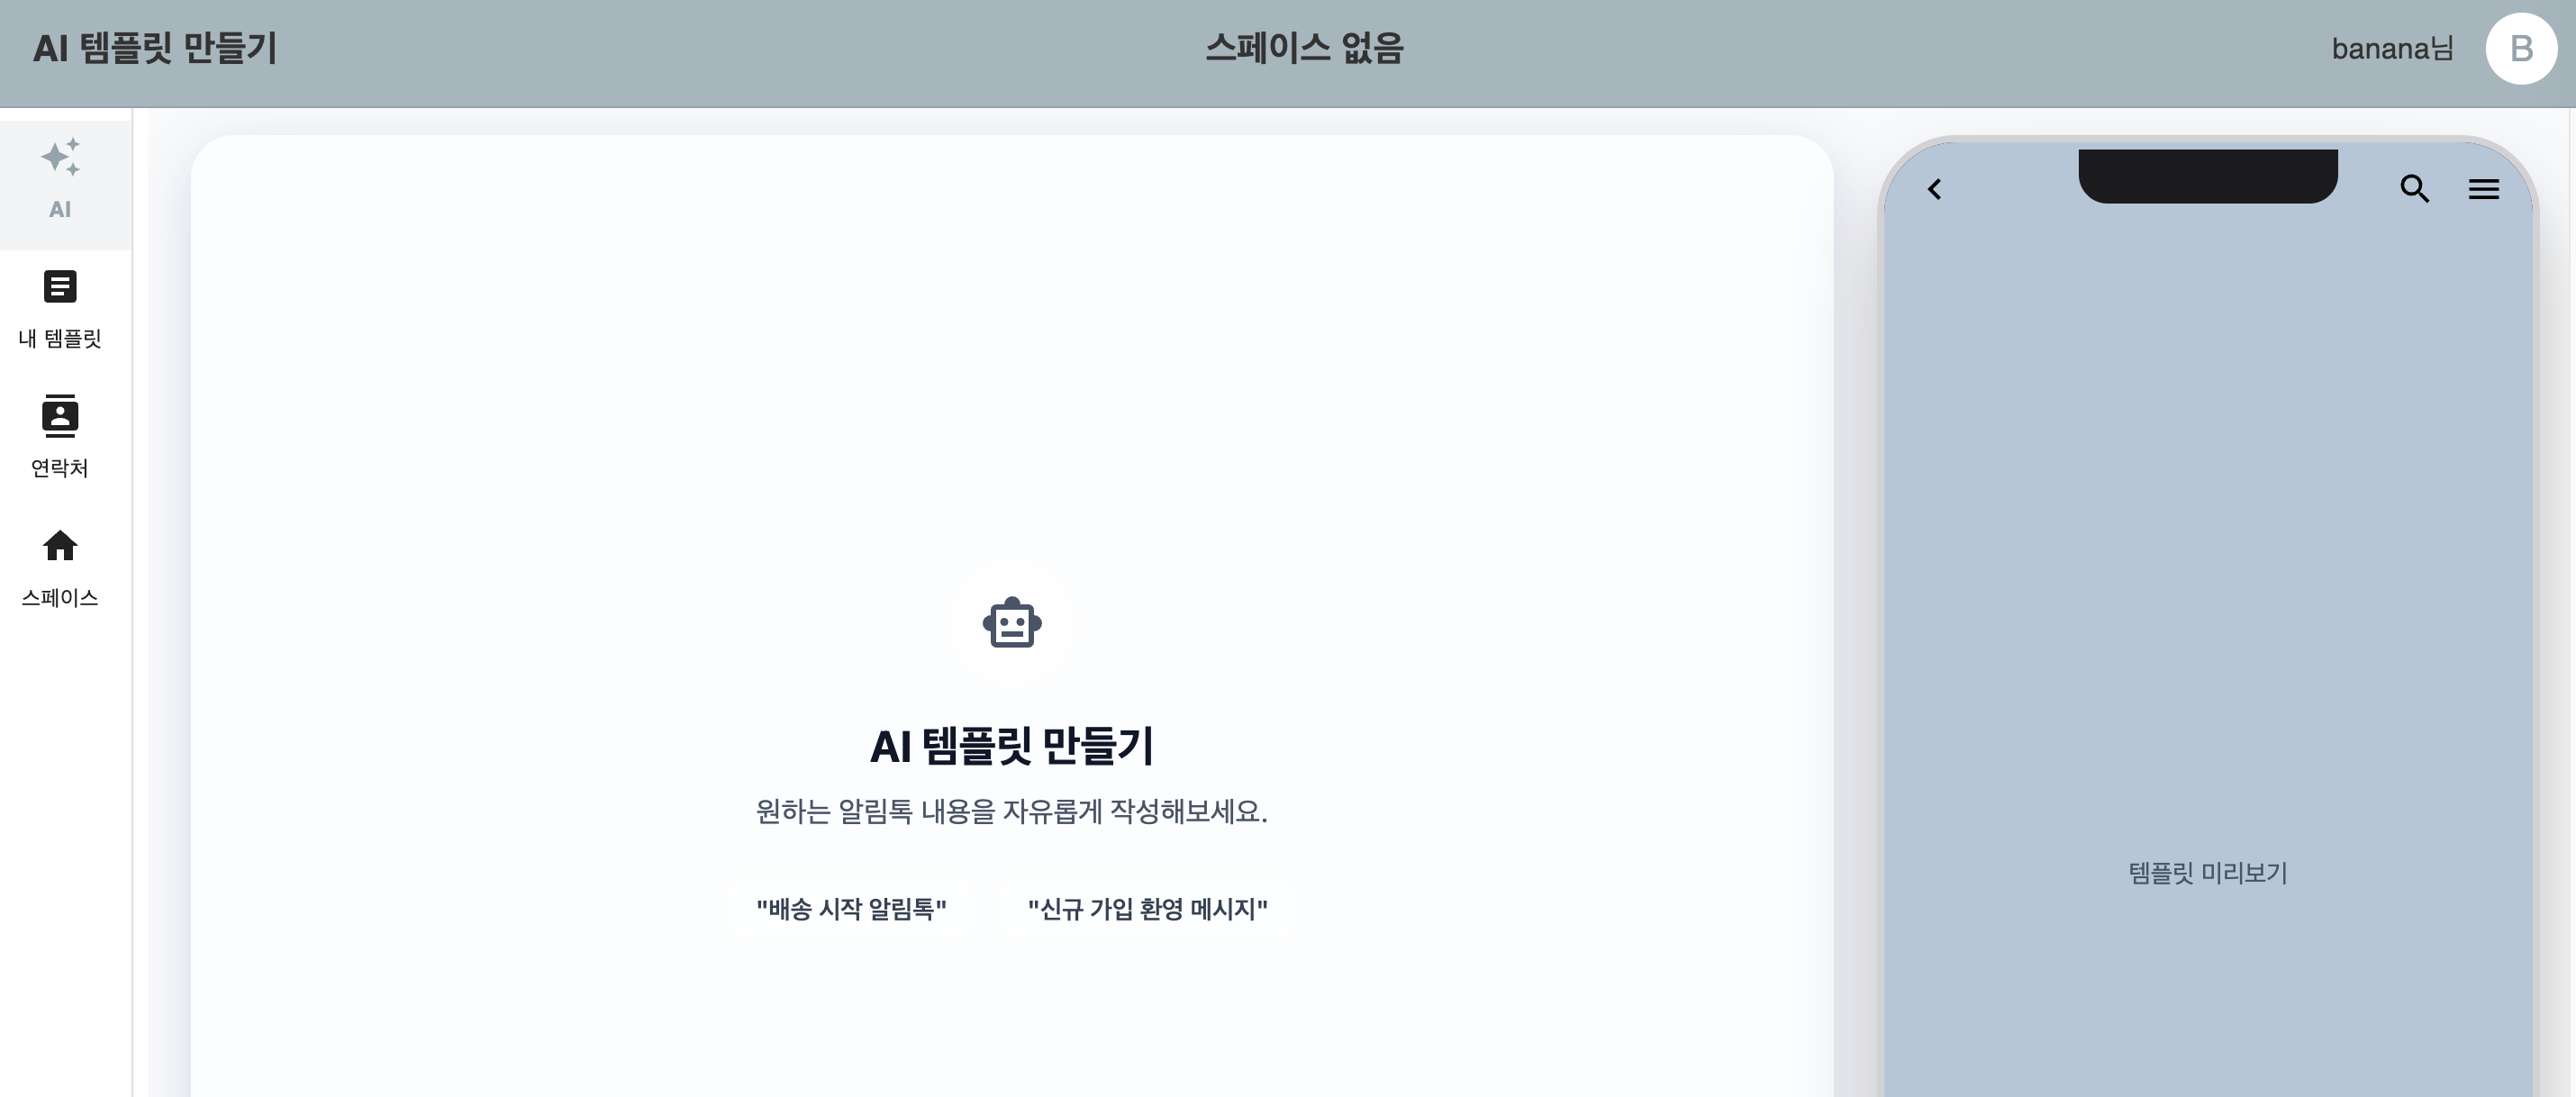 AI 템플릿 만들기
스페이스 없음
banana님
B
AI
내 템플릿
연락처
스페이스
AI 템플릿 만들기
원하는 알림톡 내용을 자유롭게 작성해보세요.
"배송 시작 알림톡"
"신규 가입 환영 메시지"
템플릿 미리보기